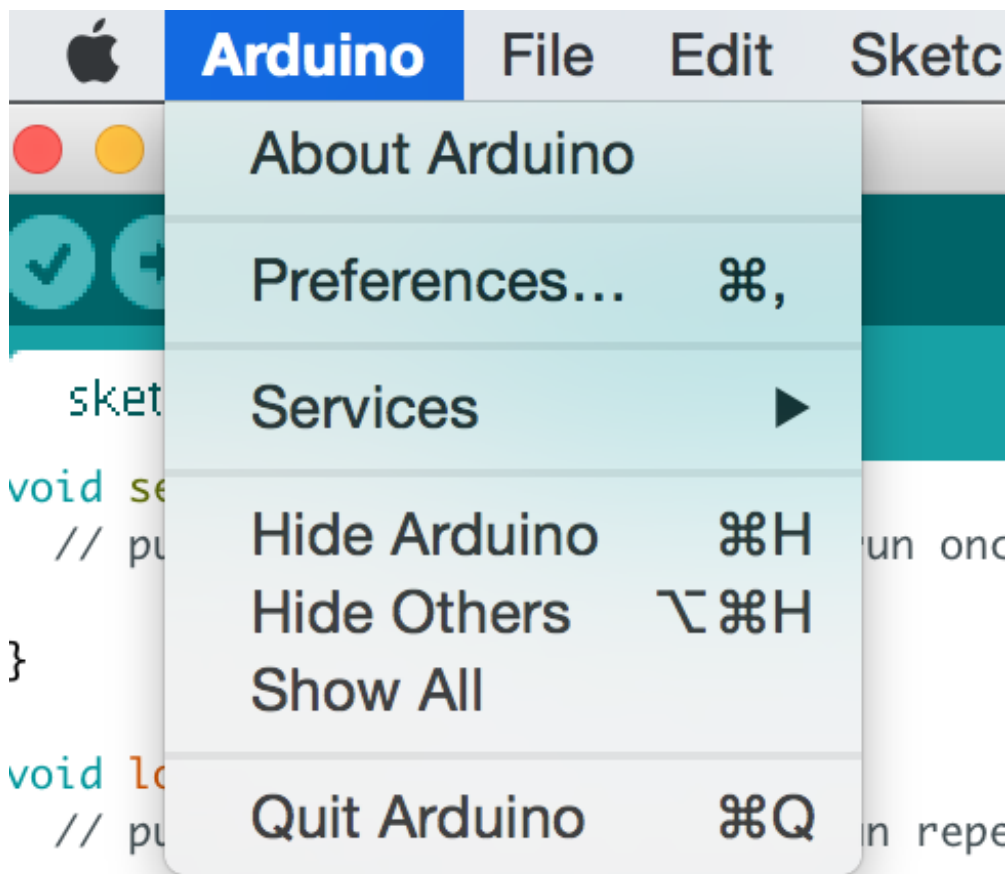 Arduino File Edit Sketc
About Arduino
Preferences... ⌘,
Services ▶
sket
void se
Hide Arduino ⌘H
// pu run onc
Hide Others ⌥⌘H
}
Show All
void lo
Quit Arduino ⌘Q
// pu n repe